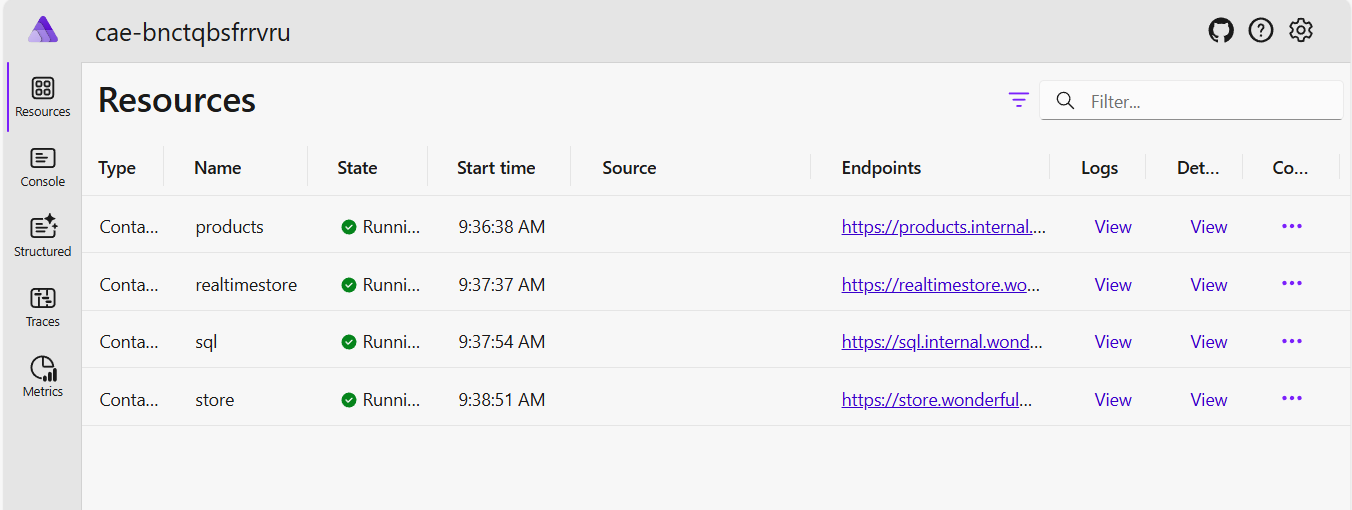 cae-bnctqbsfrrvru
Resources
Console
Structured
Traces
Metrics
Resources
Filter...
Type Name State Start time Source Endpoints Logs Det... Co...
Conta... products Runni... 9:36:38 AM https://products.internal.... View View
Conta... realtimestore Runni... 9:37:37 AM https://realtimestore.wo... View View
Conta... sql Runni... 9:37:54 AM https://sql.internal.wond... View View
Conta... store Runni... 9:38:51 AM https://store.wonderful... View View